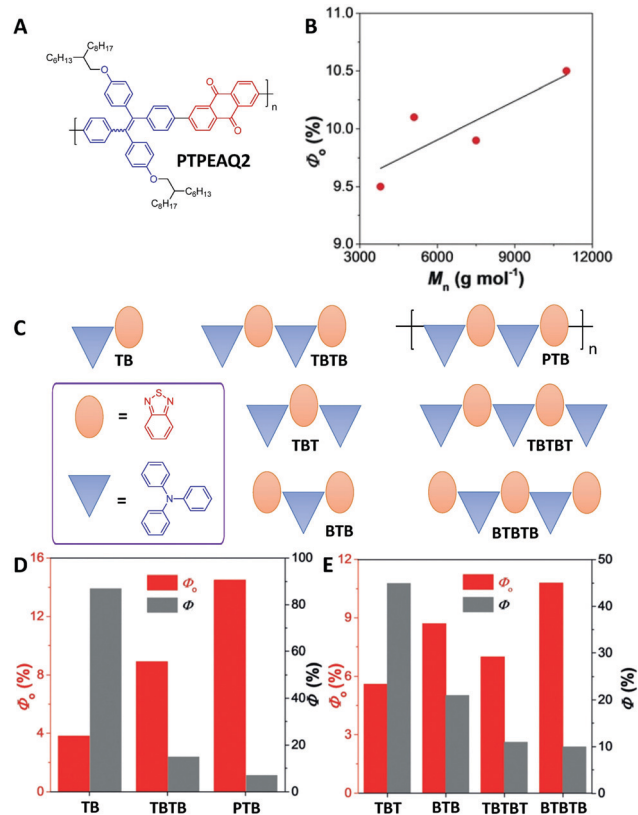 A
C₈H₁₇
C₆H₁₃
O
O
O
n
O
PTPEAQ2
C₆H₁₃
C₈H₁₇
B
10.5
10.0
9.5
9.0
Φₒ (%)
3000 6000 9000 12000
Mₙ (g mol⁻¹)
C
TB
TBTB
PTB
n
=
S
N N
TBT
TBTBT
=
N
BTB
BTBTB
D
16
12
8
4
0
Φₒ (%)
Φₒ
Φ
100
80
60
40
20
0
Φ (%)
TB TBTB PTB
E
12
9
6
3
0
Φₒ (%)
Φₒ
Φ
50
40
30
20
10
0
Φ (%)
TBT BTB TBTBT BTBTB